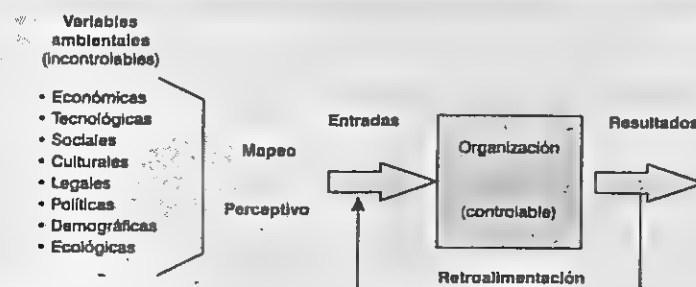 Variables
ambientales
(incontrolables)
• Económicas
• Tecnológicas
• Sociales
• Culturales
• Legales
• Políticas
• Demográficas
• Ecológicas
Mapeo
Perceptivo
Entradas
Organización
(controlable)
Resultados
Retroalimentación